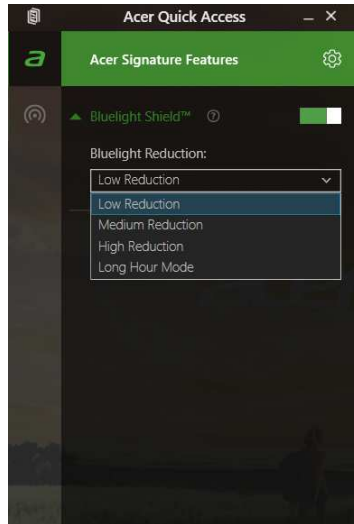 Acer Quick Access
a
Acer Signature Features
Bluelight Shield™ ?
Bluelight Reduction:
Low Reduction
Low Reduction
Medium Reduction
High Reduction
Long Hour Mode